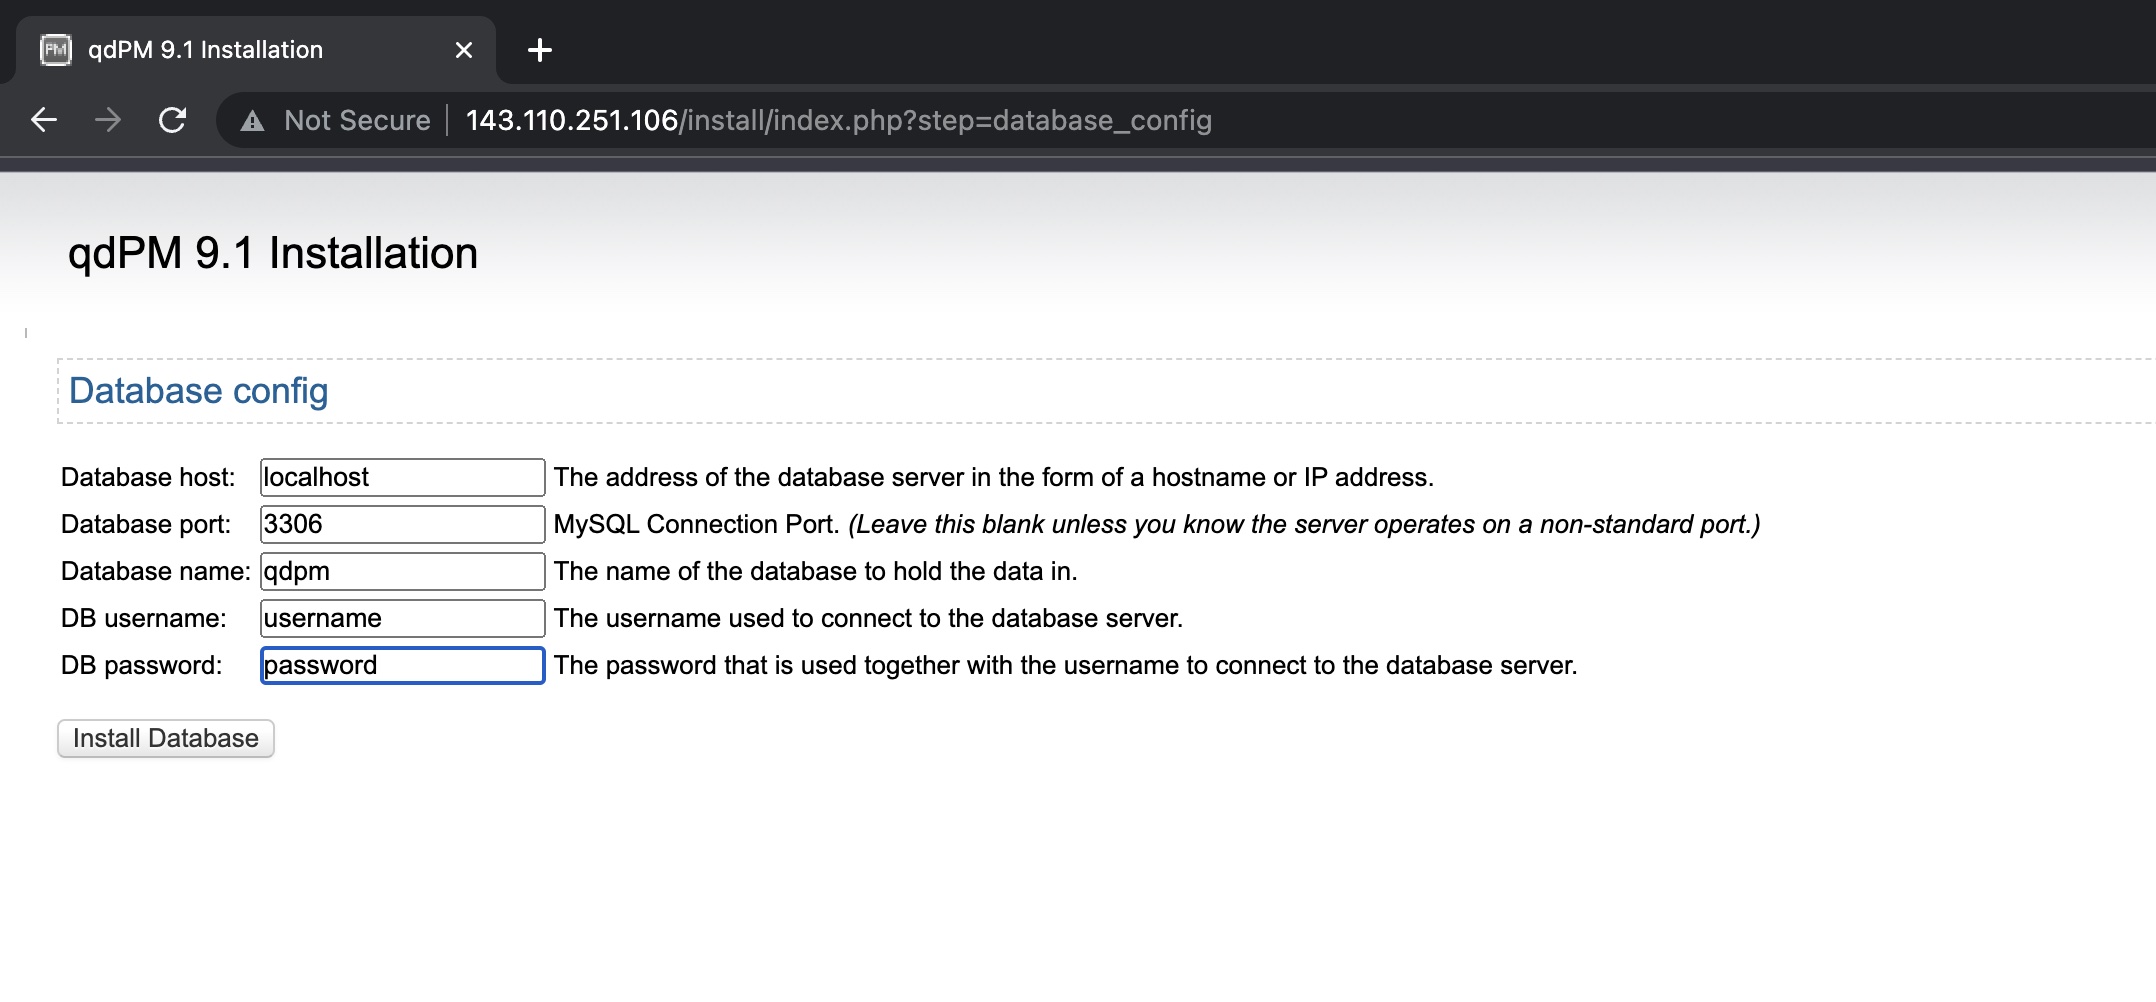 PM qdPM 9.1 Installation
Not Secure 143.110.251.106/install/index.php?step=database_config
qdPM 9.1 Installation
Database config
Database host: localhost The address of the database server in the form of a hostname or IP address.
Database port: 3306 MySQL Connection Port. (Leave this blank unless you know the server operates on a non-standard port.)
Database name: qdpm The name of the database to hold the data in.
DB username: username The username used to connect to the database server.
DB password: password The password that is used together with the username to connect to the database server.
Install Database